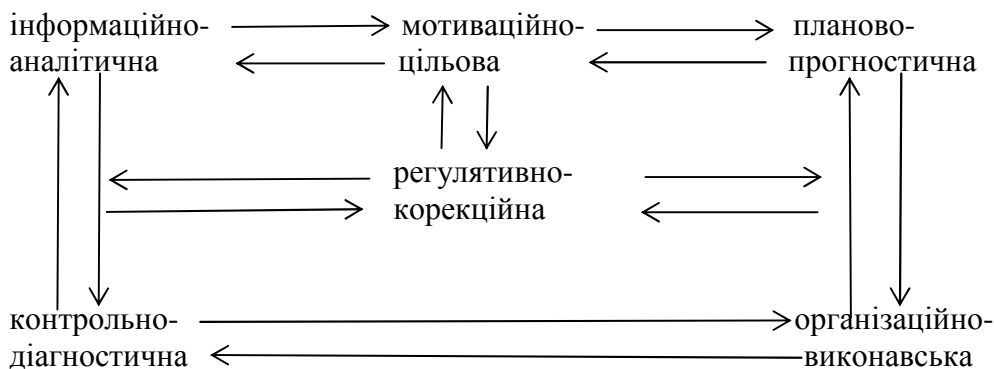 інформаційно- мотиваційно- планово-
аналітична цільова прогностична
регулятивно-
корекційна
контрольно- організаційно-
діагностична виконавська